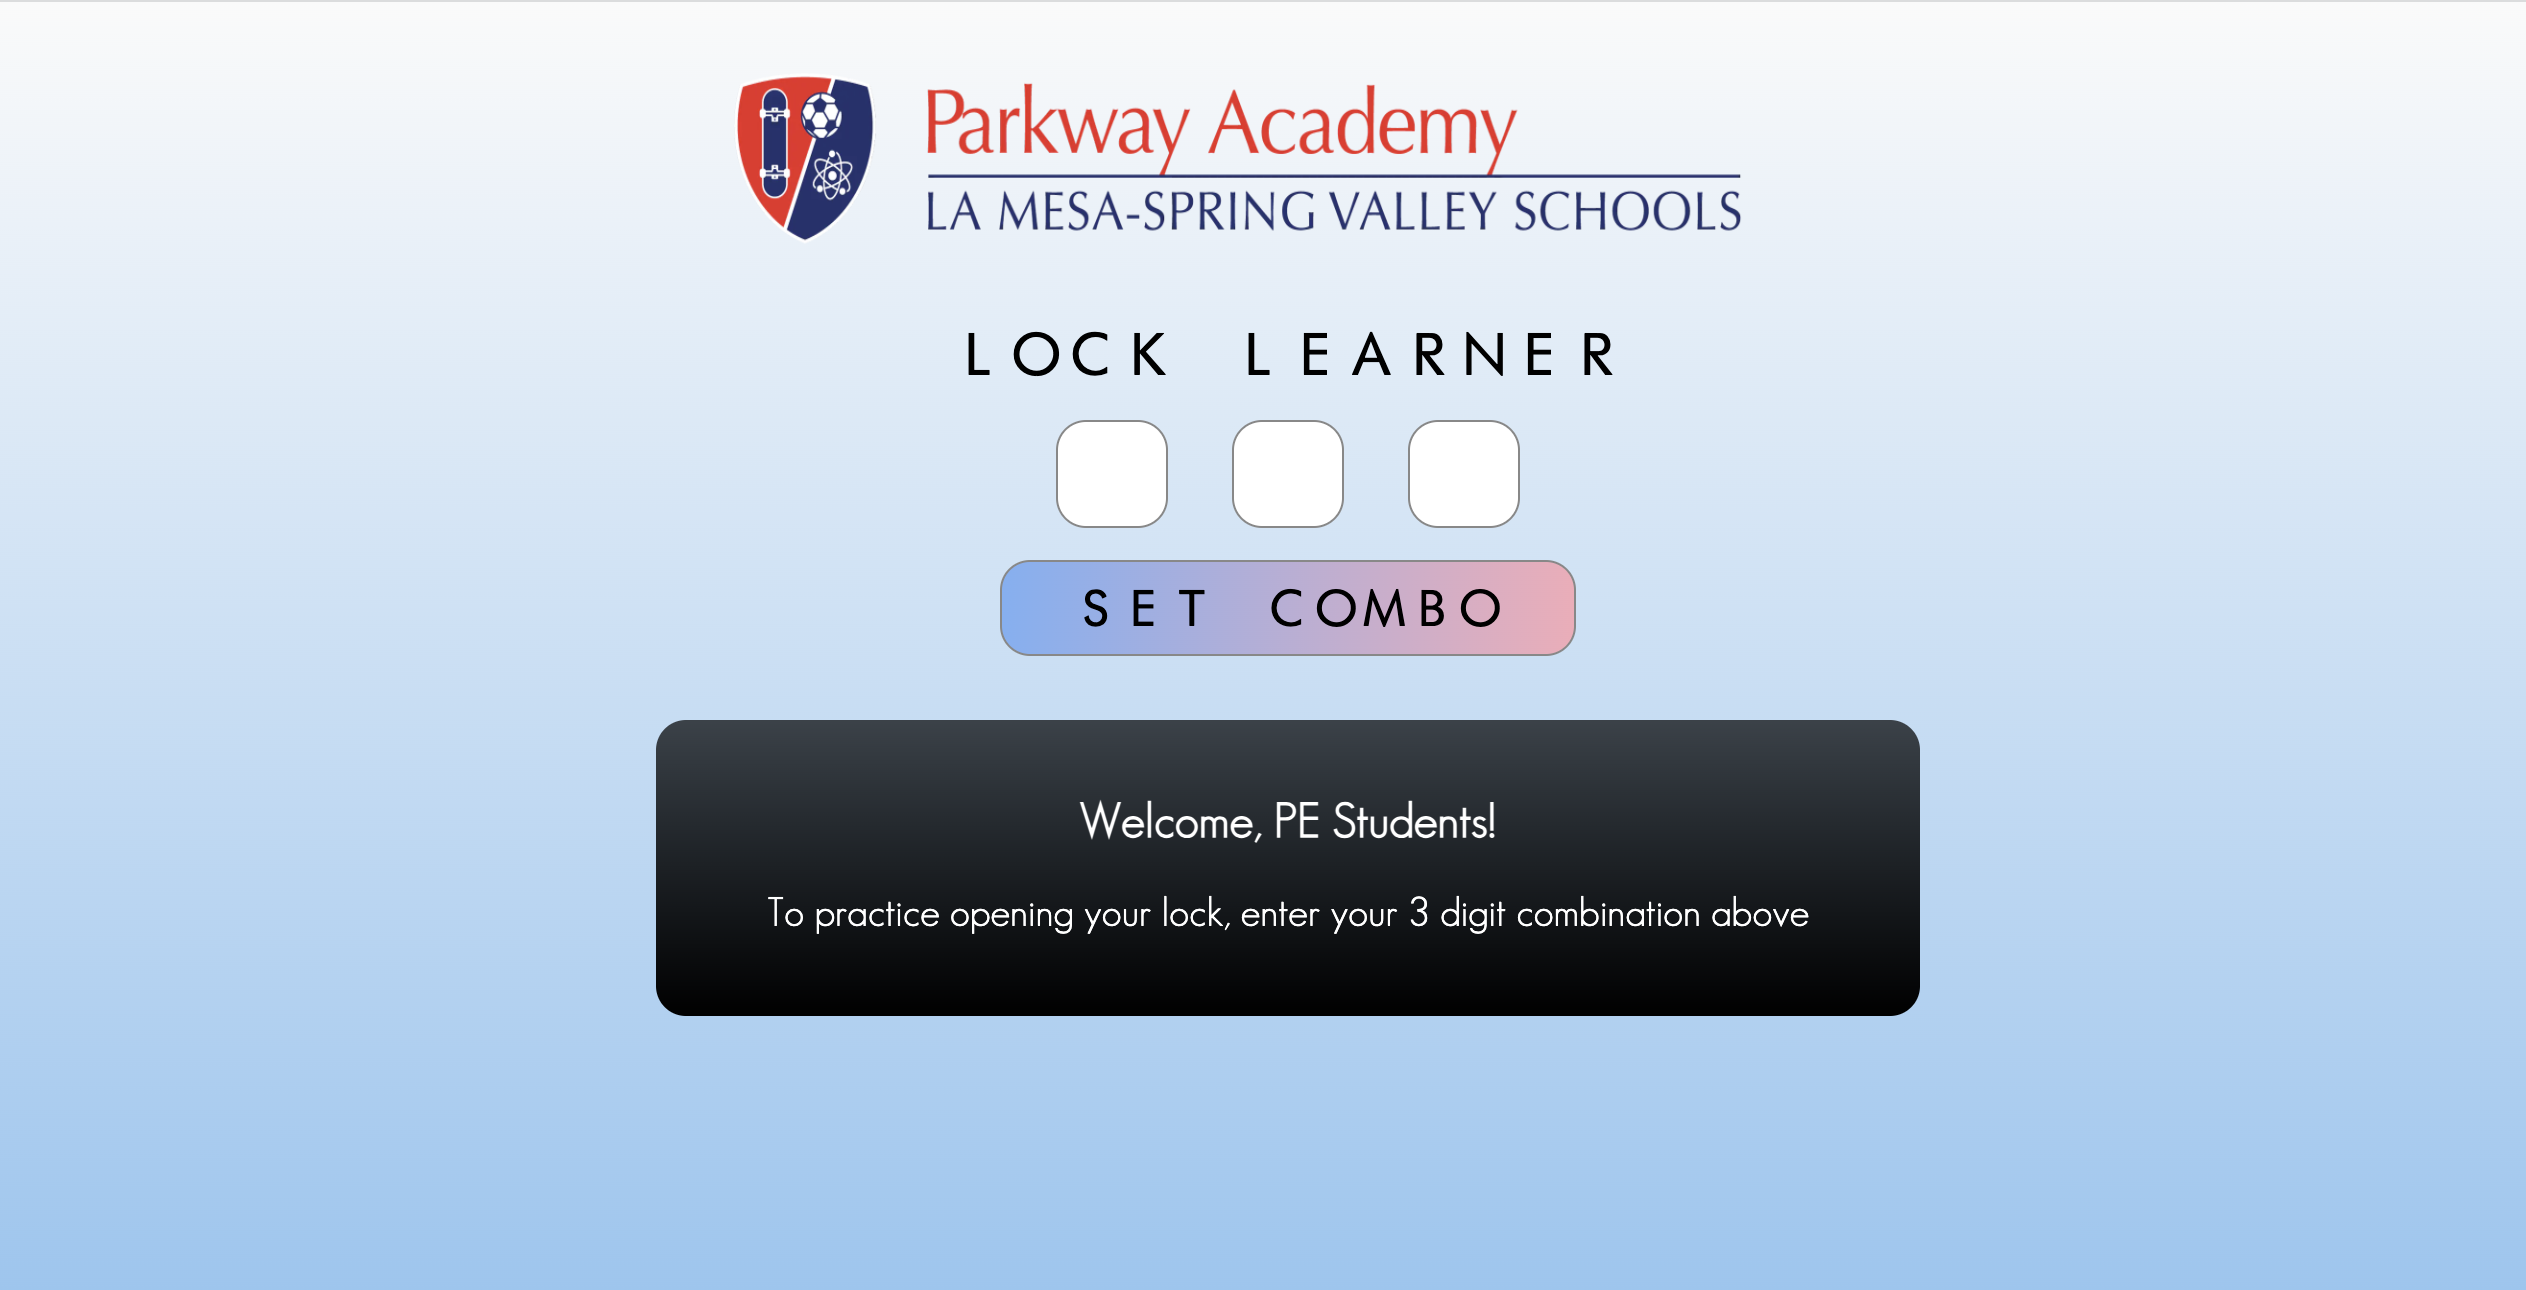 Parkway Academy
LA MESA-SPRING VALLEY SCHOOLS
LOCK LEARNER
SET COMBO
Welcome, PE Students!
To practice opening your lock, enter your 3 digit combination above